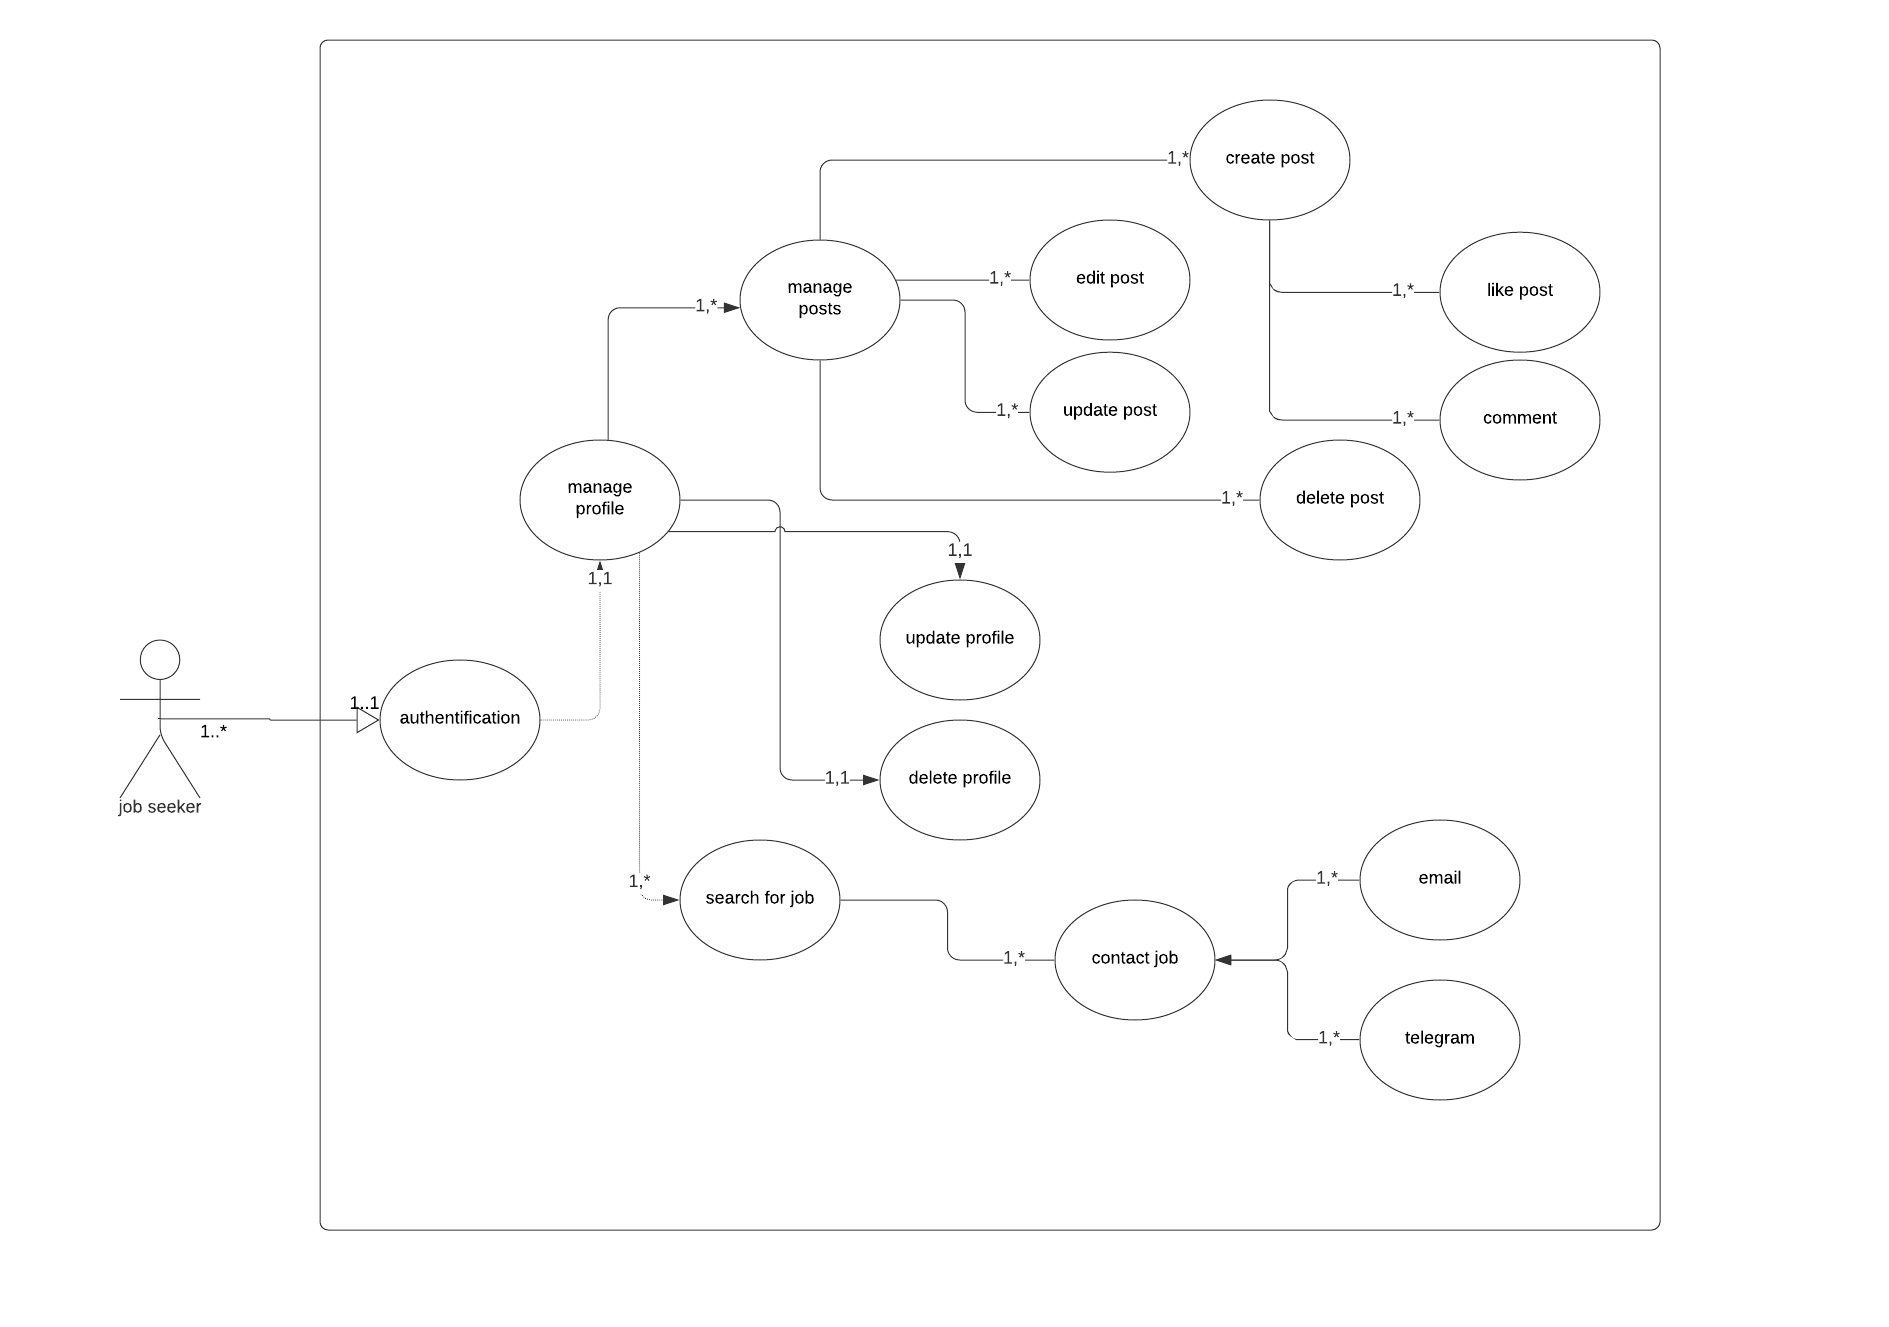 create post
1,*
manage
posts
edit post
1,*
like post
1,*
1,*
update post
1,*
comment
1,*
manage
profile
delete post
1,*
1,1
1,1
update profile
1..1
authentification
1..*
job seeker
delete profile
1,1
email
1,*
1,*
search for job
contact job
1,*
telegram
1,*